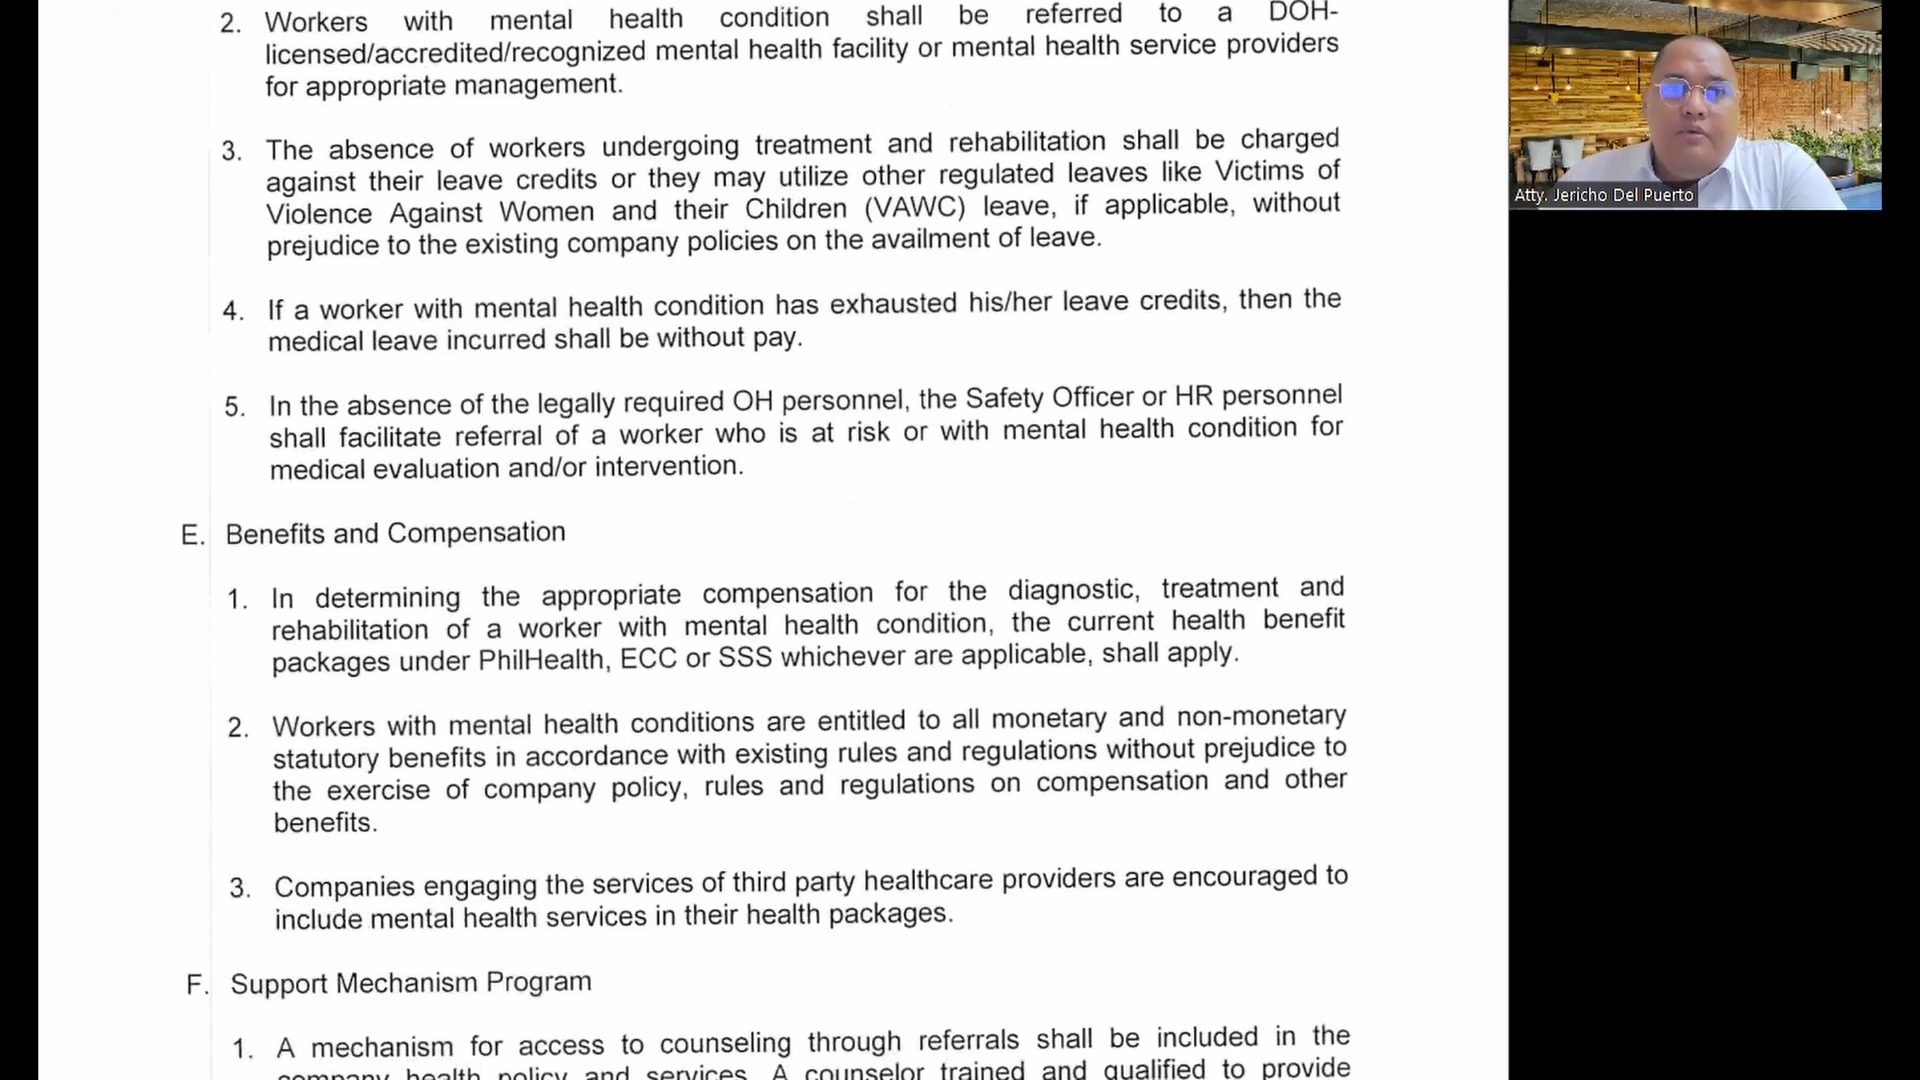 2. Workers with mental health condition shall be referred to a DOH-
licensed/accredited/recognized mental health facility or mental health service providers
for appropriate management.
3. The absence of workers undergoing treatment and rehabilitation shall be charged
against their leave credits or they may utilize other regulated leaves like Victims of
Violence Against Women and their Children (VAWC) leave, if applicable, without
prejudice to the existing company policies on the availment of leave.
4. If a worker with mental health condition has exhausted his/her leave credits, then the
medical leave incurred shall be without pay.
5. In the absence of the legally required OH personnel, the Safety Officer or HR personnel
shall facilitate referral of a worker who is at risk or with mental health condition for
medical evaluation and/or intervention.
E. Benefits and Compensation
1. In determining the appropriate compensation for the diagnostic, treatment and
rehabilitation of a worker with mental health condition, the current health benefit
packages under PhilHealth, ECC or SSS whichever are applicable, shall apply.
2. Workers with mental health conditions are entitled to all monetary and non-monetary
statutory benefits in accordance with existing rules and regulations without prejudice to
the exercise of company policy, rules and regulations on compensation and other
benefits.
3. Companies engaging the services of third party healthcare providers are encouraged to
include mental health services in their health packages.
F. Support Mechanism Program
1. A mechanism for access to counseling through referrals shall be included in the
company health policy and services. A counselor trained and qualified to provide
Atty. Jericho Del Puerto